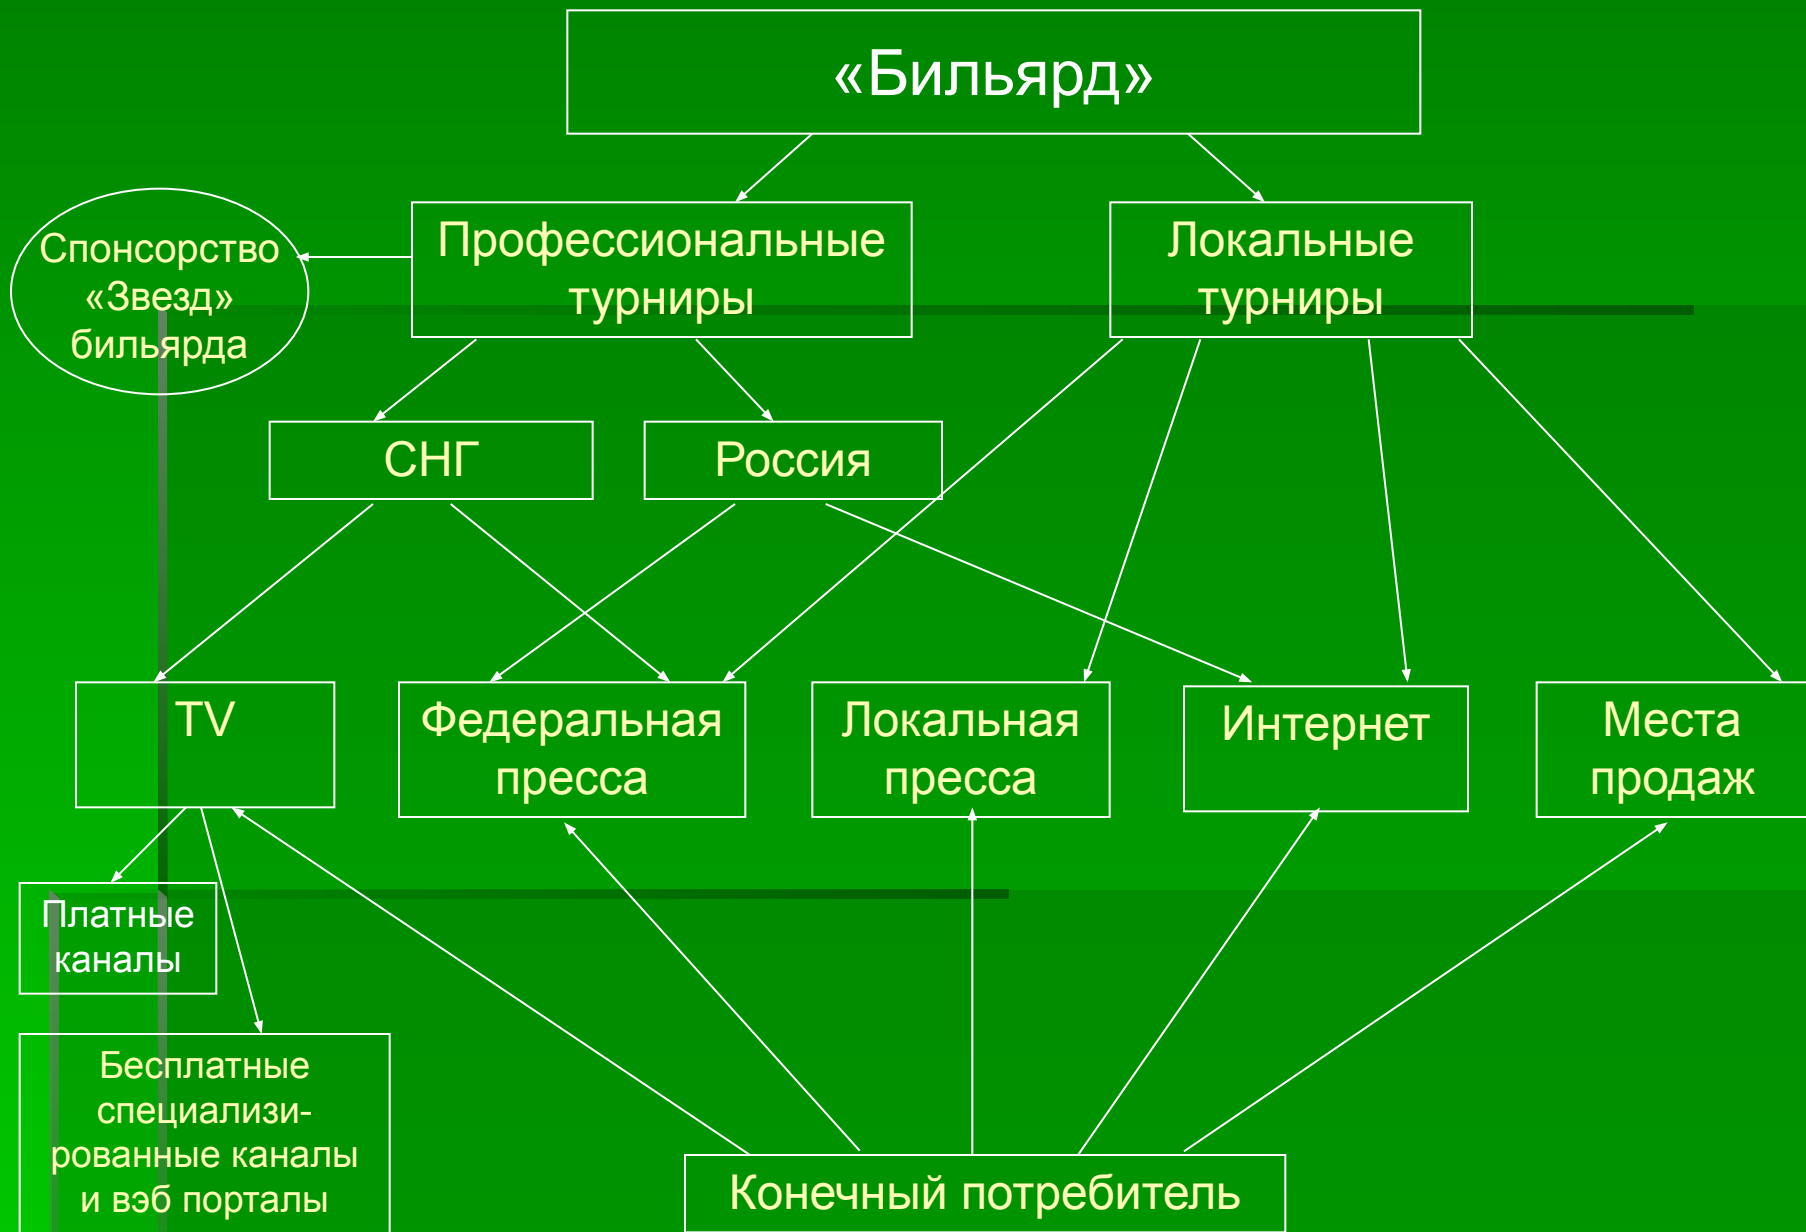 «Бильярд»
Спонсорство
«Звезд»
бильярда
Профессиональные
турниры
Локальные
турниры
СНГ
Россия
TV
Федеральная
пресса
Локальная
пресса
Интернет
Места
продаж
Платные
каналы
Бесплатные
специализи-
рованные каналы
и вэб порталы
Конечный потребитель